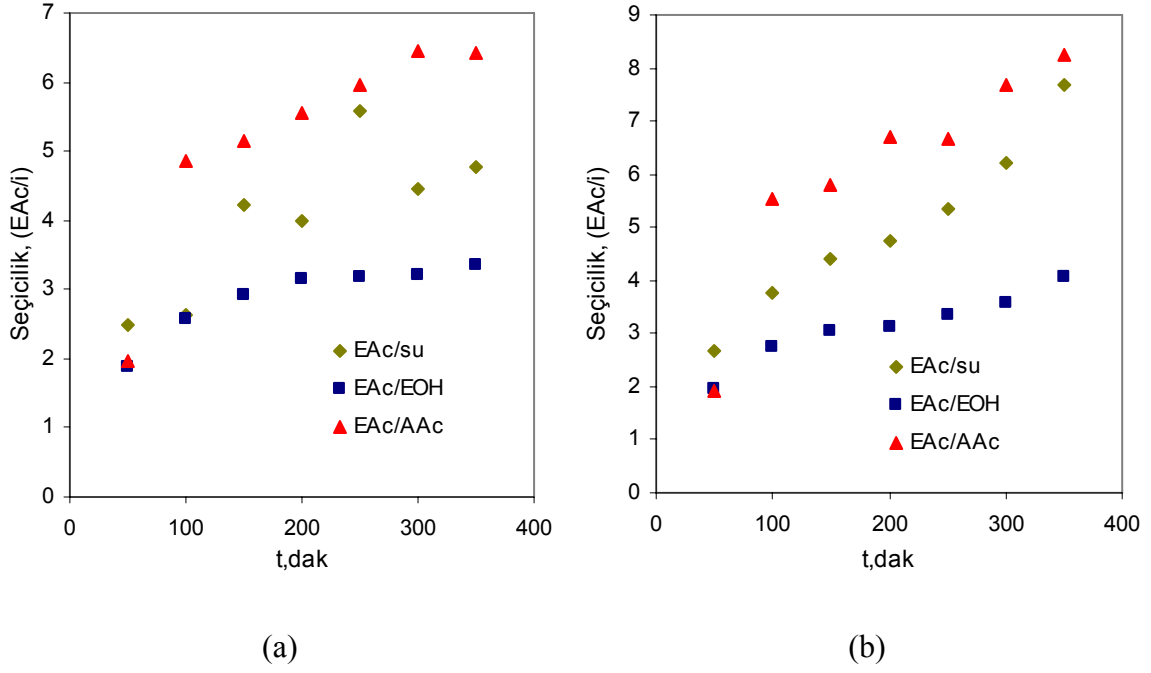 7
6
5
4
3
2
1
0
0
100
200
300
400
Seçicilik, (EAc/i)
t,dak
EAc/su
EAc/EOH
EAc/AAc
(a)
9
8
7
6
5
4
3
2
1
0
0
100
200
300
400
Seçicilik, (EAc/i)
t,dak
EAc/su
EAc/EOH
EAc/AAc
(b)